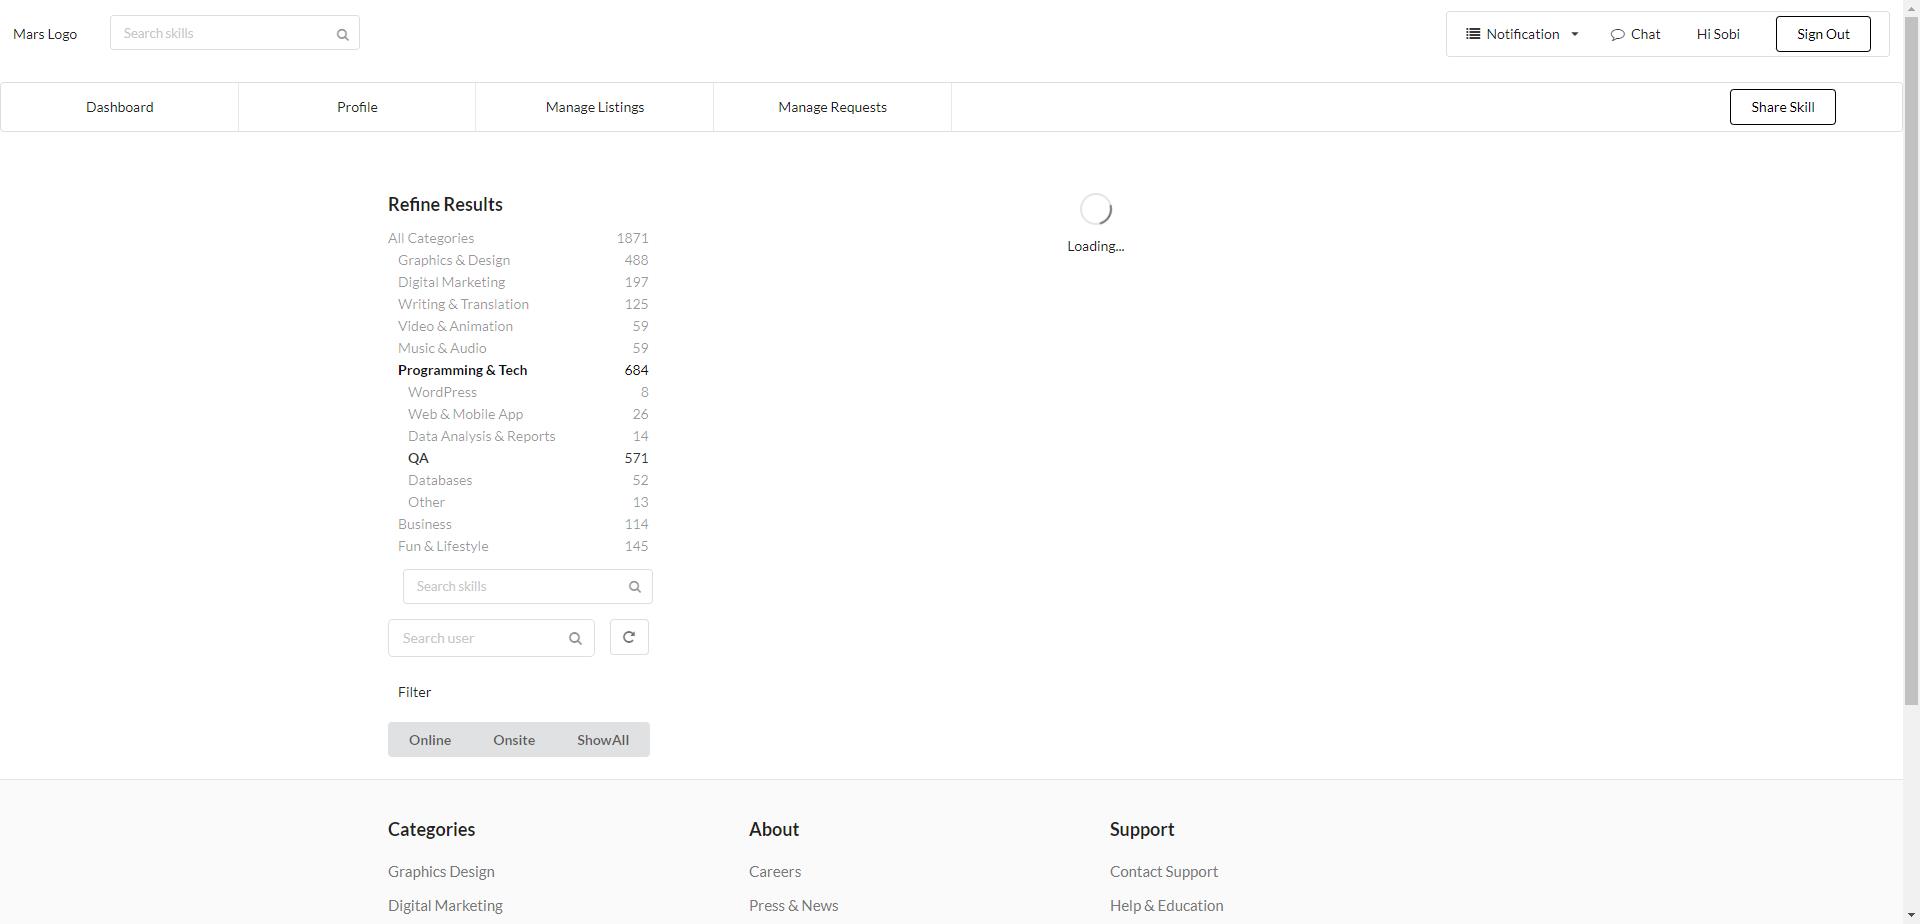 Mars Logo
Search skills
Notification
Chat
Hi Sobi
Sign Out
Dashboard
Profile
Manage Listings
Manage Requests
Share Skill
Refine Results
All Categories 1871
Graphics & Design 488
Digital Marketing 197
Writing & Translation 125
Video & Animation 59
Music & Audio 59
Programming & Tech 684
WordPress 8
Web & Mobile App 26
Data Analysis & Reports 14
QA 571
Databases 52
Other 13
Business 114
Fun & Lifestyle 145
Search skills
Search user
Filter
Online Onsite ShowAll
Loading...
Categories
Graphics Design
Digital Marketing
About
Careers
Press & News
Support
Contact Support
Help & Education